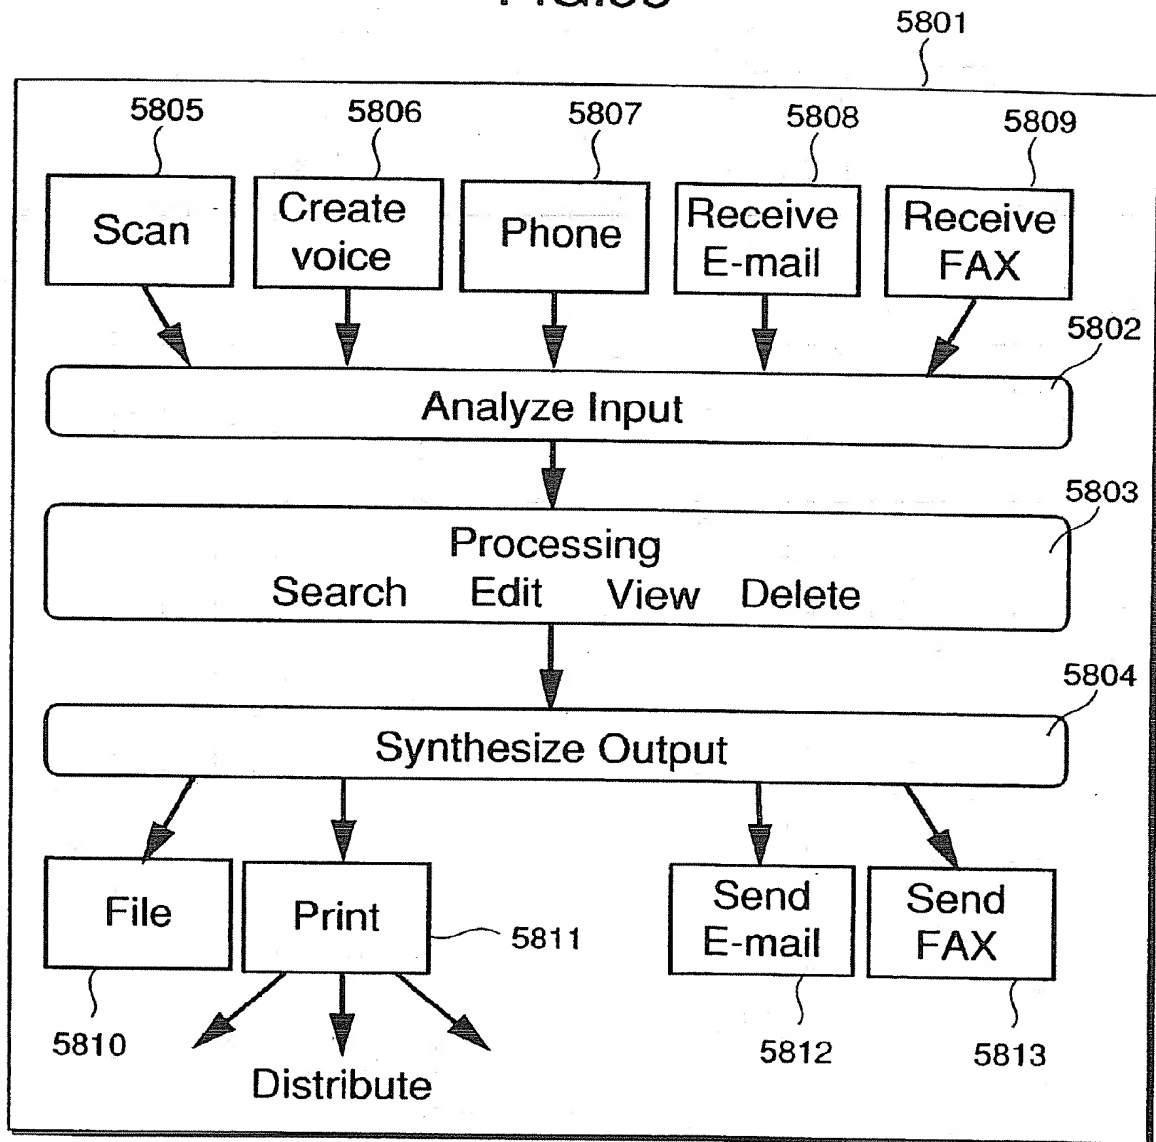 5801
5805 5806 5807 5808 5809
Scan
Create
voice
Phone
Receive
E-mail
Receive
FAX
5802
Analyze Input
5803
Processing
Search Edit View Delete
5804
Synthesize Output
File
Print
5811
Send
E-mail
Send
FAX
5810
5812
5813
Distribute